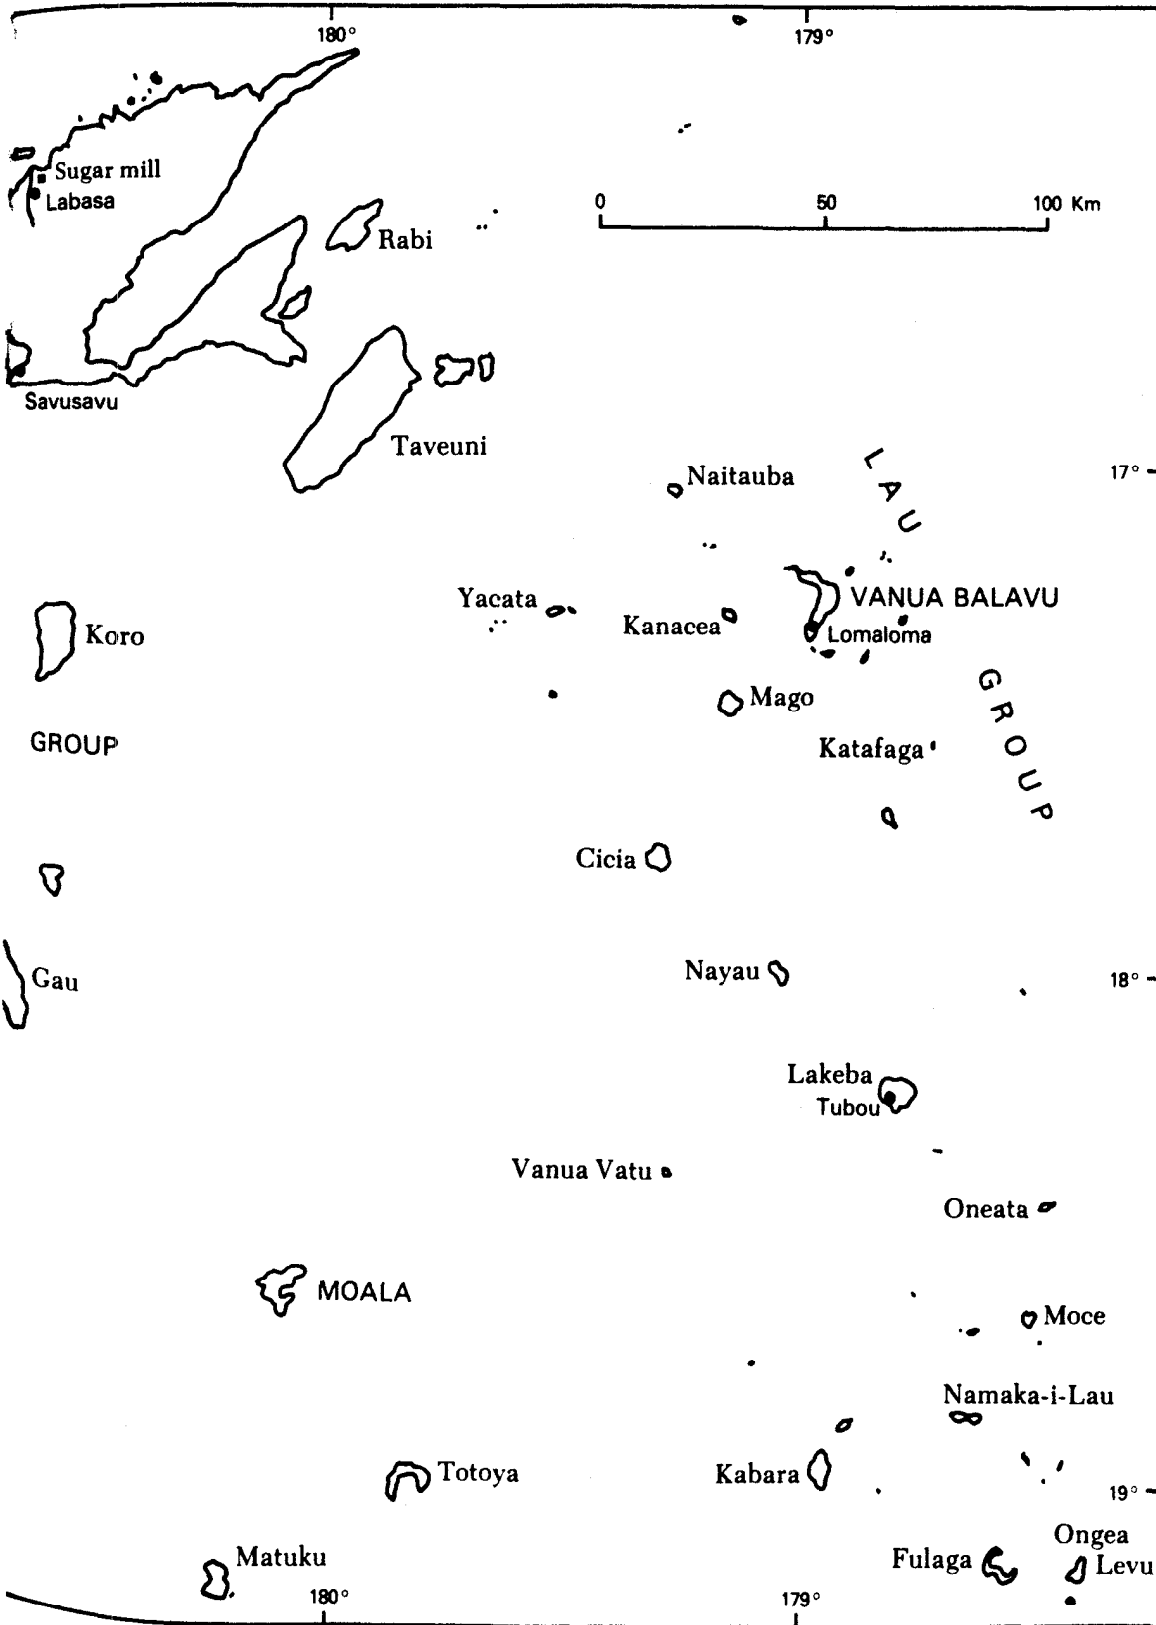 180°
179°
Sugar mill
Labasa
0 50 100 Km
Rabi
Savusavu
Taveuni
LAU
Naitauba
17°
Yacata
VANUA BALAVU
Kanacea
Lomaloma
Koro
GROUP
Mago
GROUP
Katafaga
Cicia
Nayau
Gau
18°
Lakeba
Tubou
Vanua Vatu
Oneata
MOALA
Moce
Namaka-i-Lau
Totoya
Kabara
19°
Ongea
Levu
Fulaga
Matuku
180°
179°